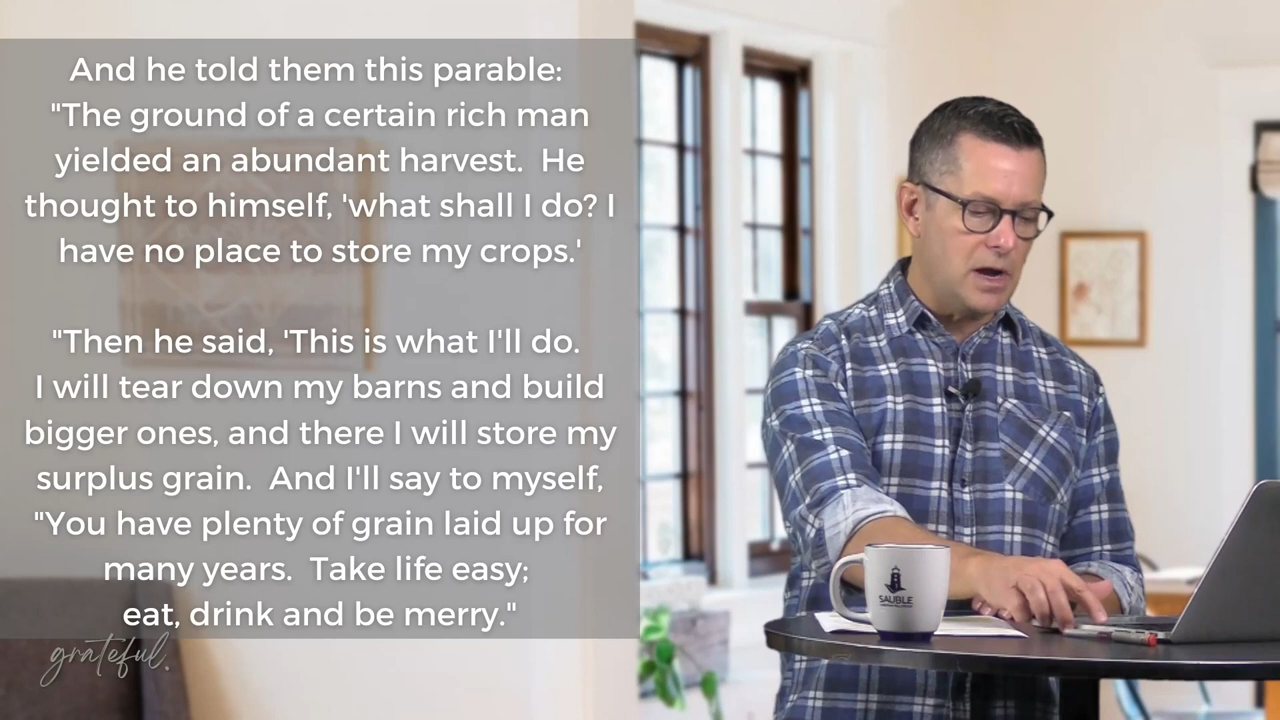 And he told them this parable:
"The ground of a certain rich man
yielded an abundant harvest.  He
thought to himself, 'what shall I do? I
have no place to store my crops.'
"Then he said, 'This is what I'll do.
I will tear down my barns and build
bigger ones, and there I will store my
surplus grain.  And I'll say to myself,
"You have plenty of grain laid up for
many years.  Take life easy;
eat, drink and be merry."
grateful.
SAUBLE